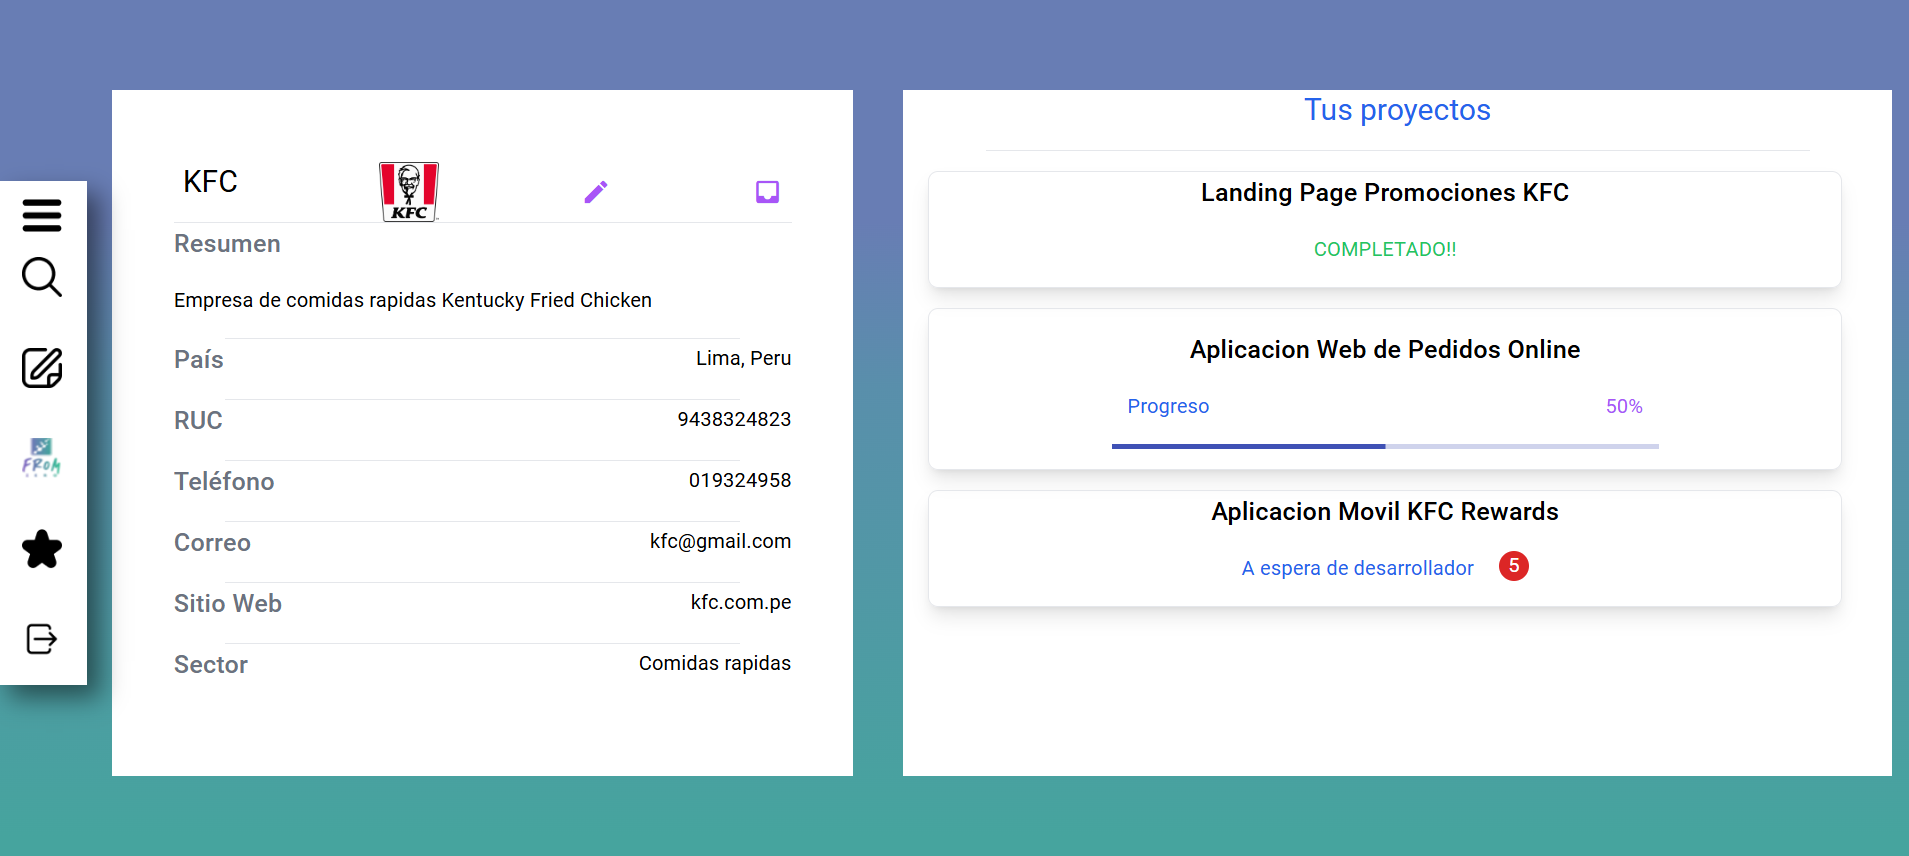 FROM
KFC
KFC
Resumen
Empresa de comidas rapidas Kentucky Fried Chicken
País
Lima, Peru
RUC
9438324823
Teléfono
019324958
Correo
kfc@gmail.com
Sitio Web
kfc.com.pe
Sector
Comidas rapidas
Tus proyectos
Landing Page Promociones KFC
COMPLETADO!!
Aplicacion Web de Pedidos Online
Progreso
50%
Aplicacion Movil KFC Rewards
A espera de desarrollador
5